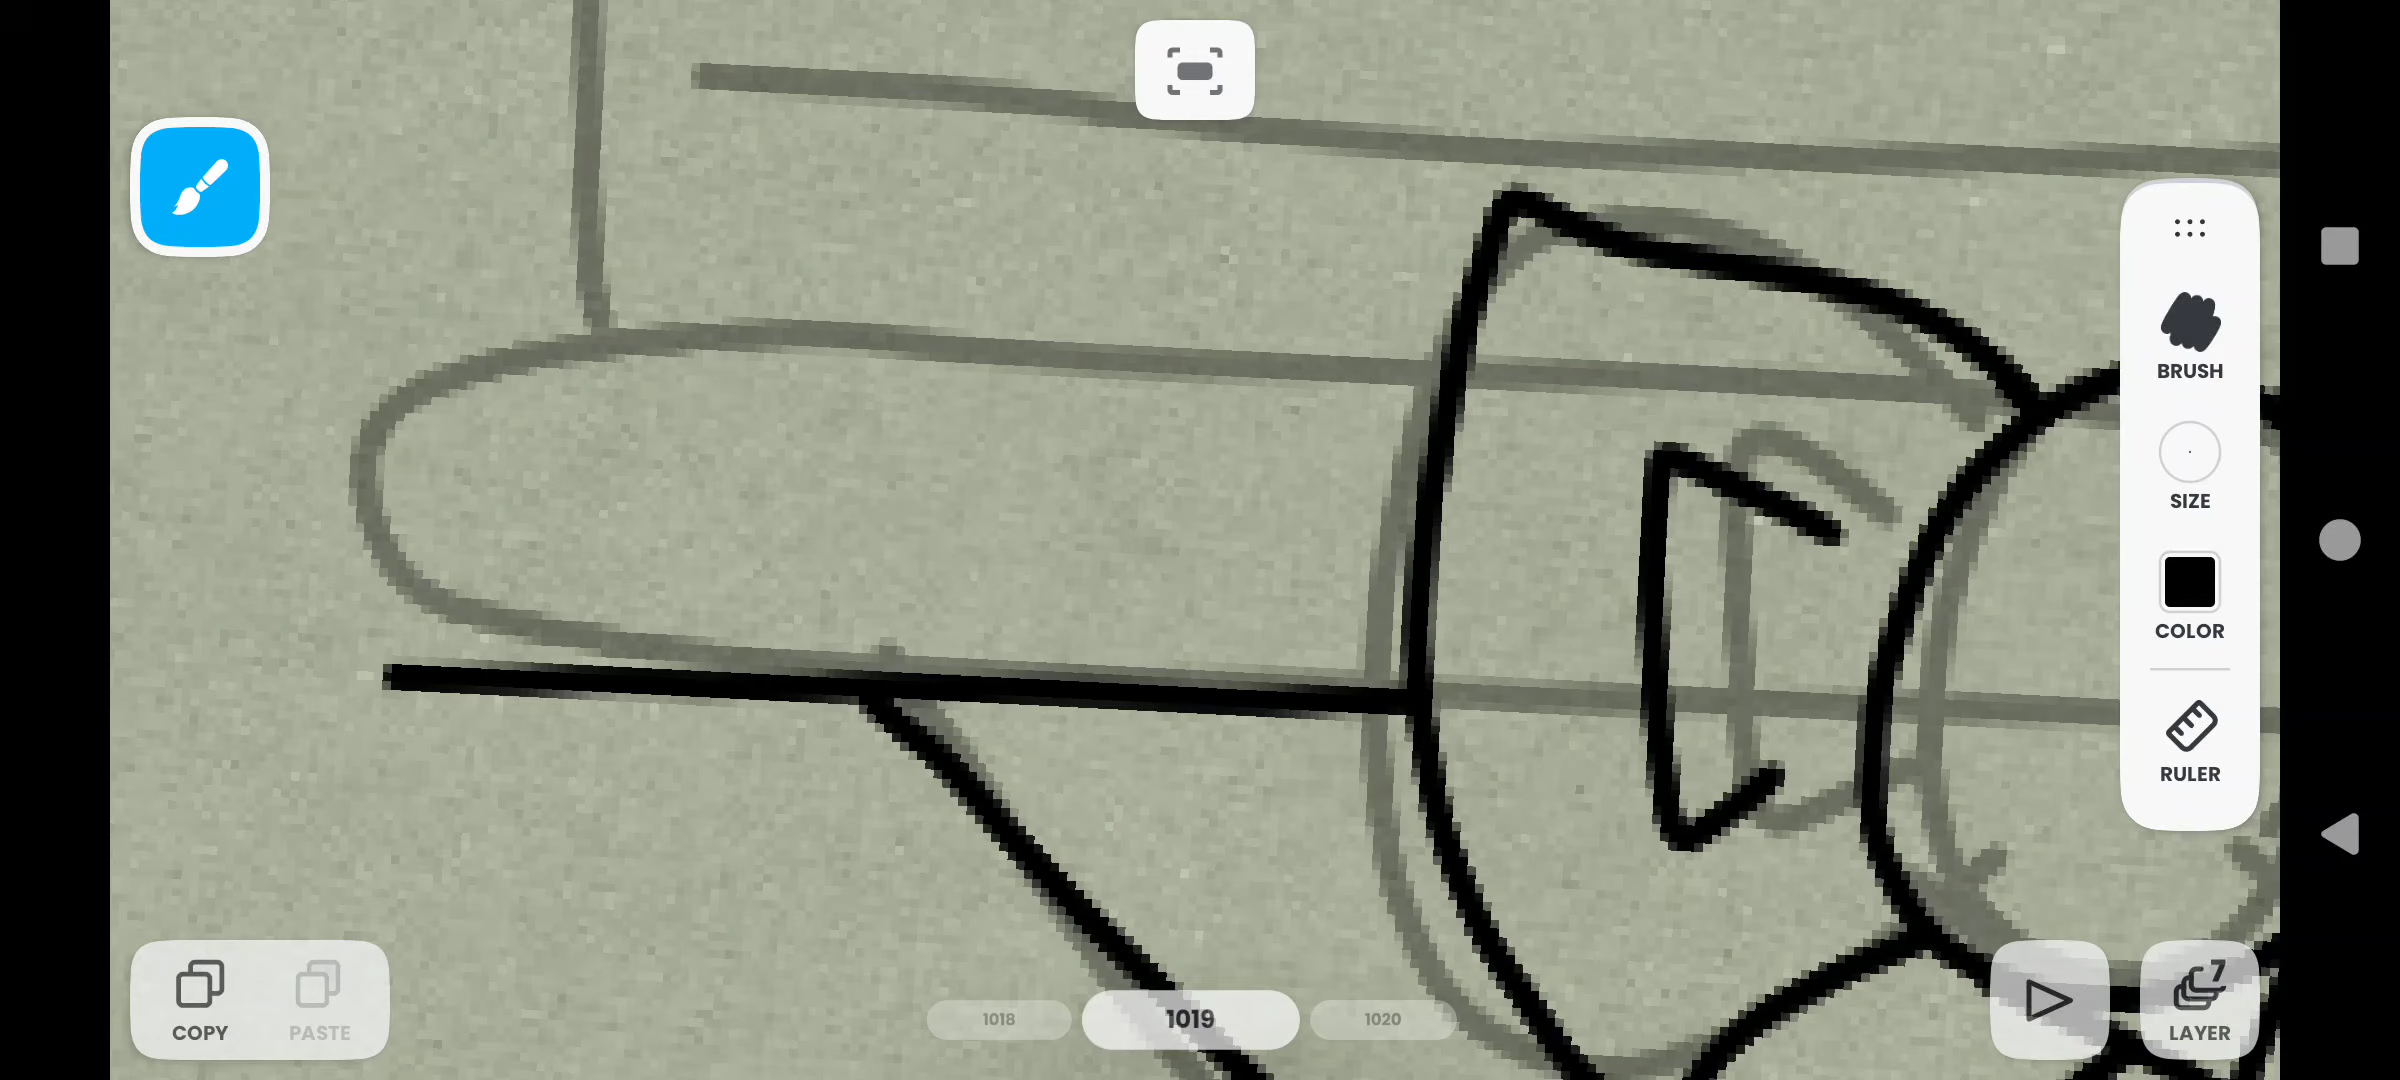 BRUSH
SIZE
COLOR
RULER
COPY
PASTE
1018
1019
1020
7
LAYER